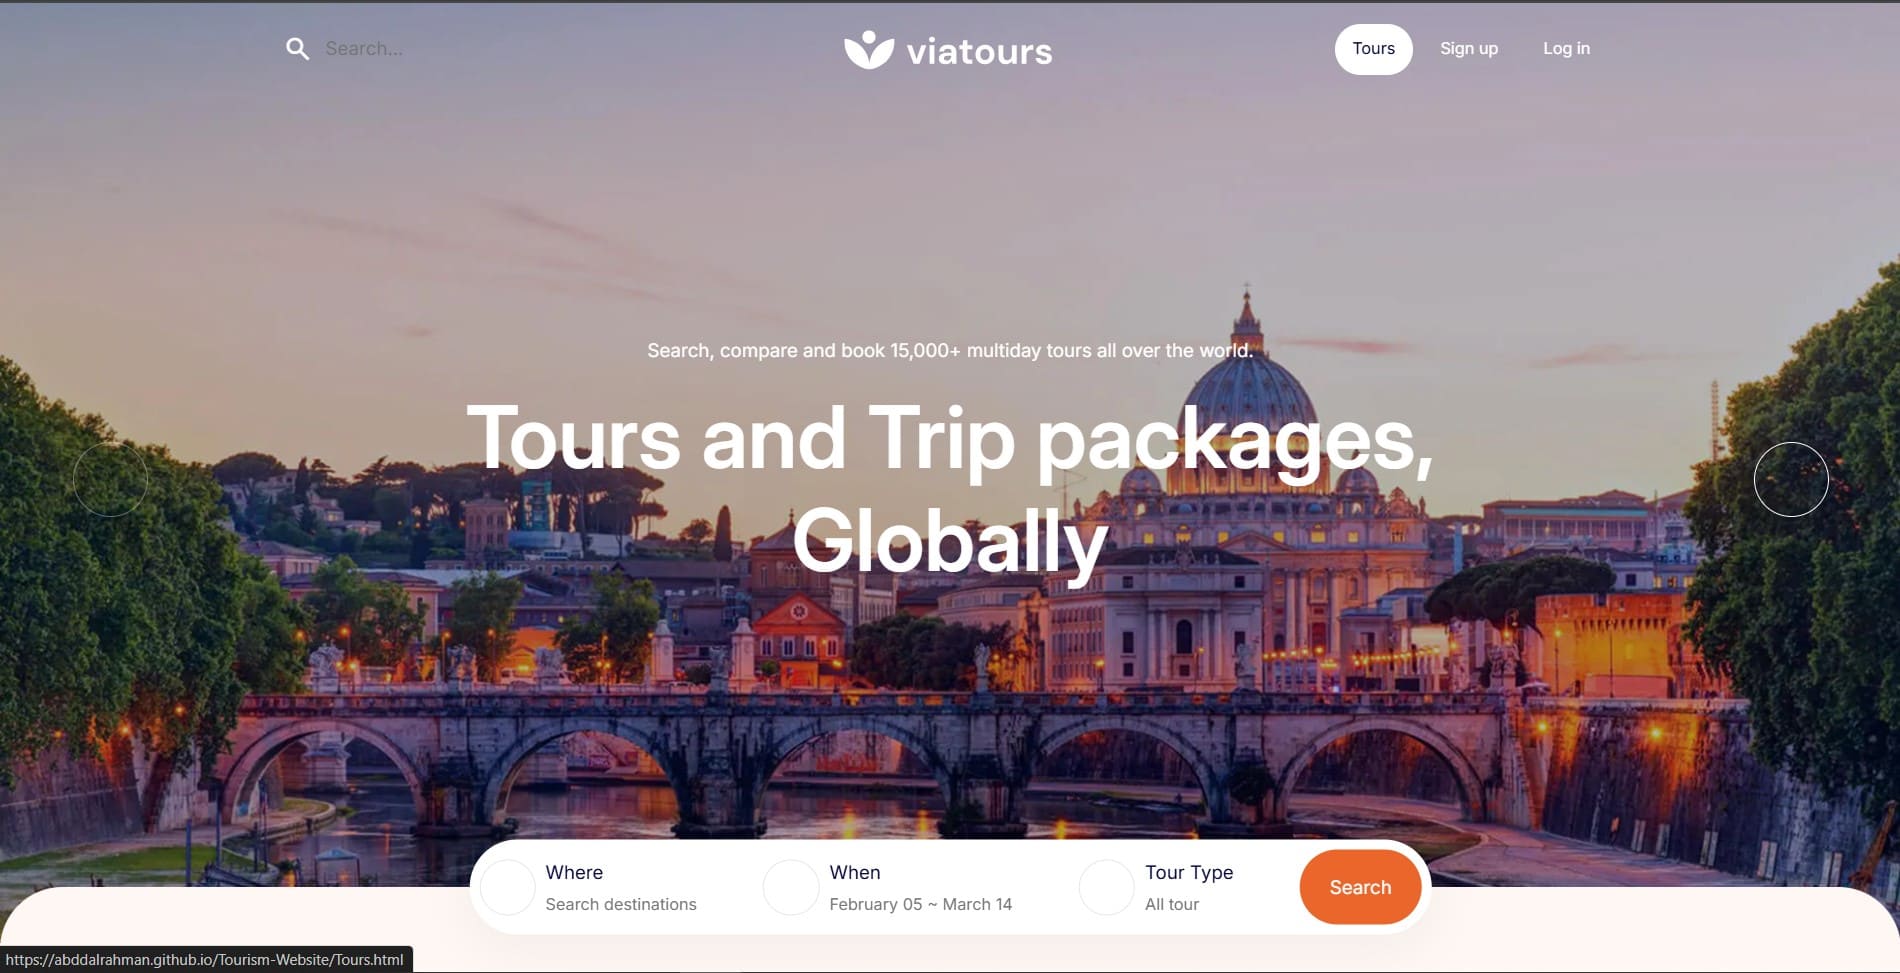 Search...
viatours
Tours
Sign up
Log in
Search, compare and book 15,000+ multiday tours all over the world.
Tours and Trip packages,
Globally
Where
Search destinations
When
February 05 ~ March 14
Tour Type
All tour
Search
https://abddalrahman.github.io/Tourism-Website/Tours.html